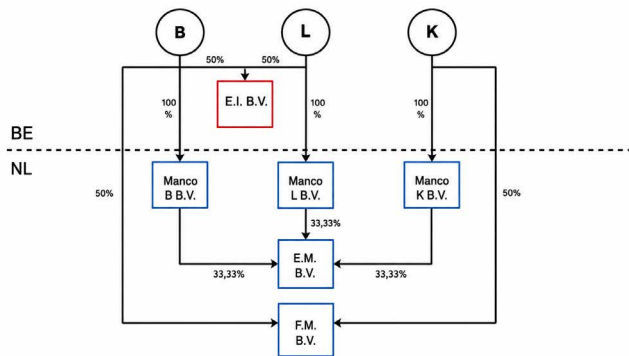 B
L
K
50%
50%
E.I. B.V.
100
%
100
%
100
%
BE
NL
50%
Manco
B B.V.
Manco
L B.V.
Manco
K B.V.
50%
33,33%
E.M.
B.V.
33,33%
33,33%
F.M.
B.V.